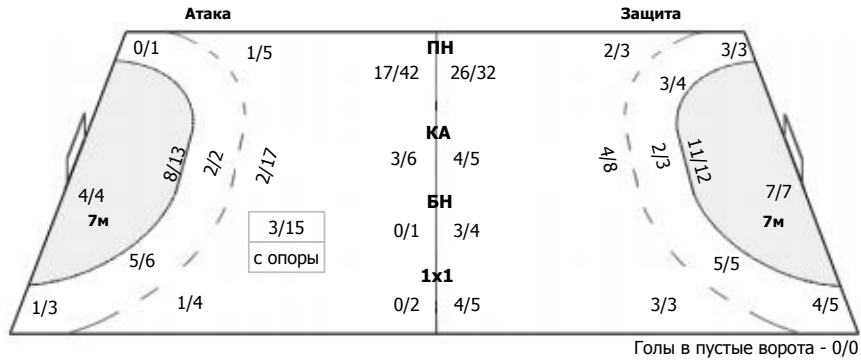 Атака Защита
0/1 1/5 ПН 2/3 3/3
17/42 26/32
3/4
КА
8/13 2/2 2/17 3/6 4/5 4/8 2/3 11/12
4/4 7/7
7м БН 7м
3/15 0/1 3/4
с опоры
5/6 5/5
1x1
1/3 1/4 0/2 4/5 3/3 4/5
Голы в пустые ворота - 0/0